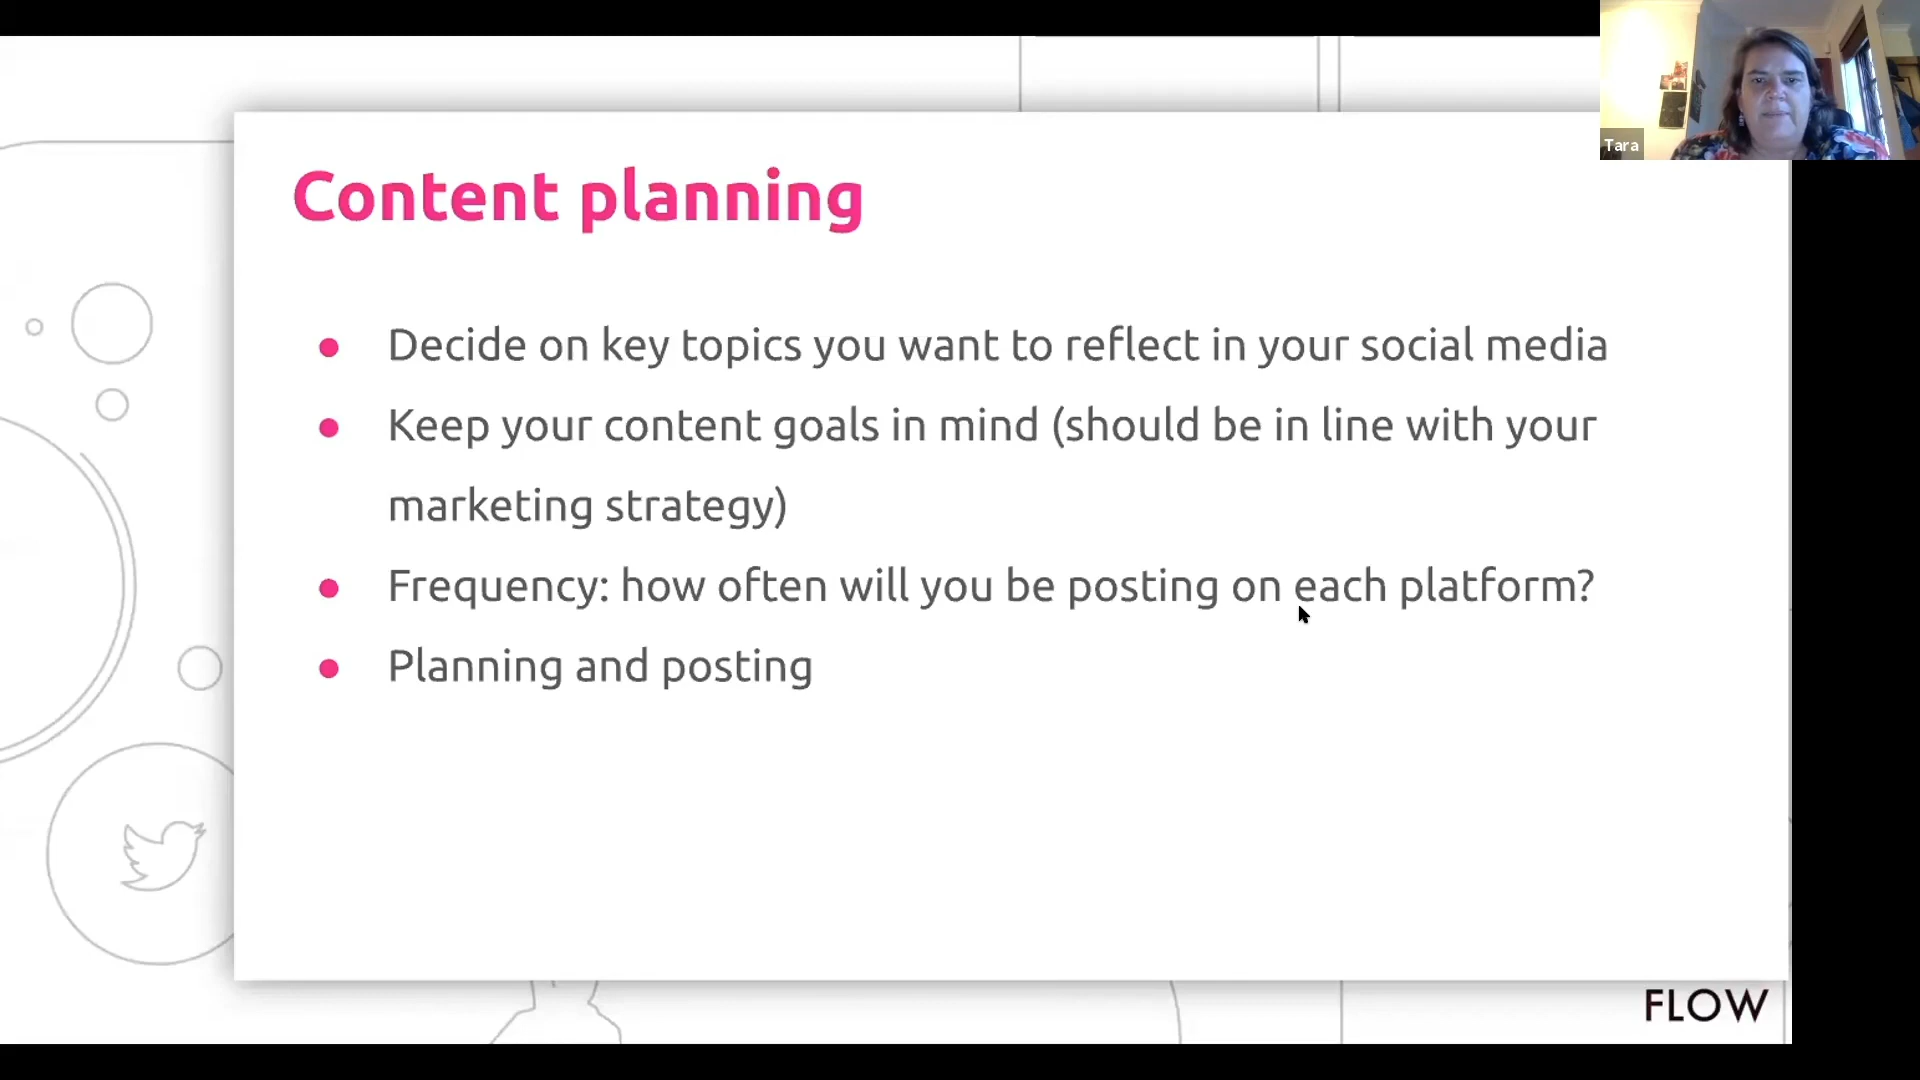 Tara
Content planning
Decide on key topics you want to reflect in your social media
Keep your content goals in mind (should be in line with your
marketing strategy)
Frequency: how often will you be posting on each platform?
Planning and posting
FLOW